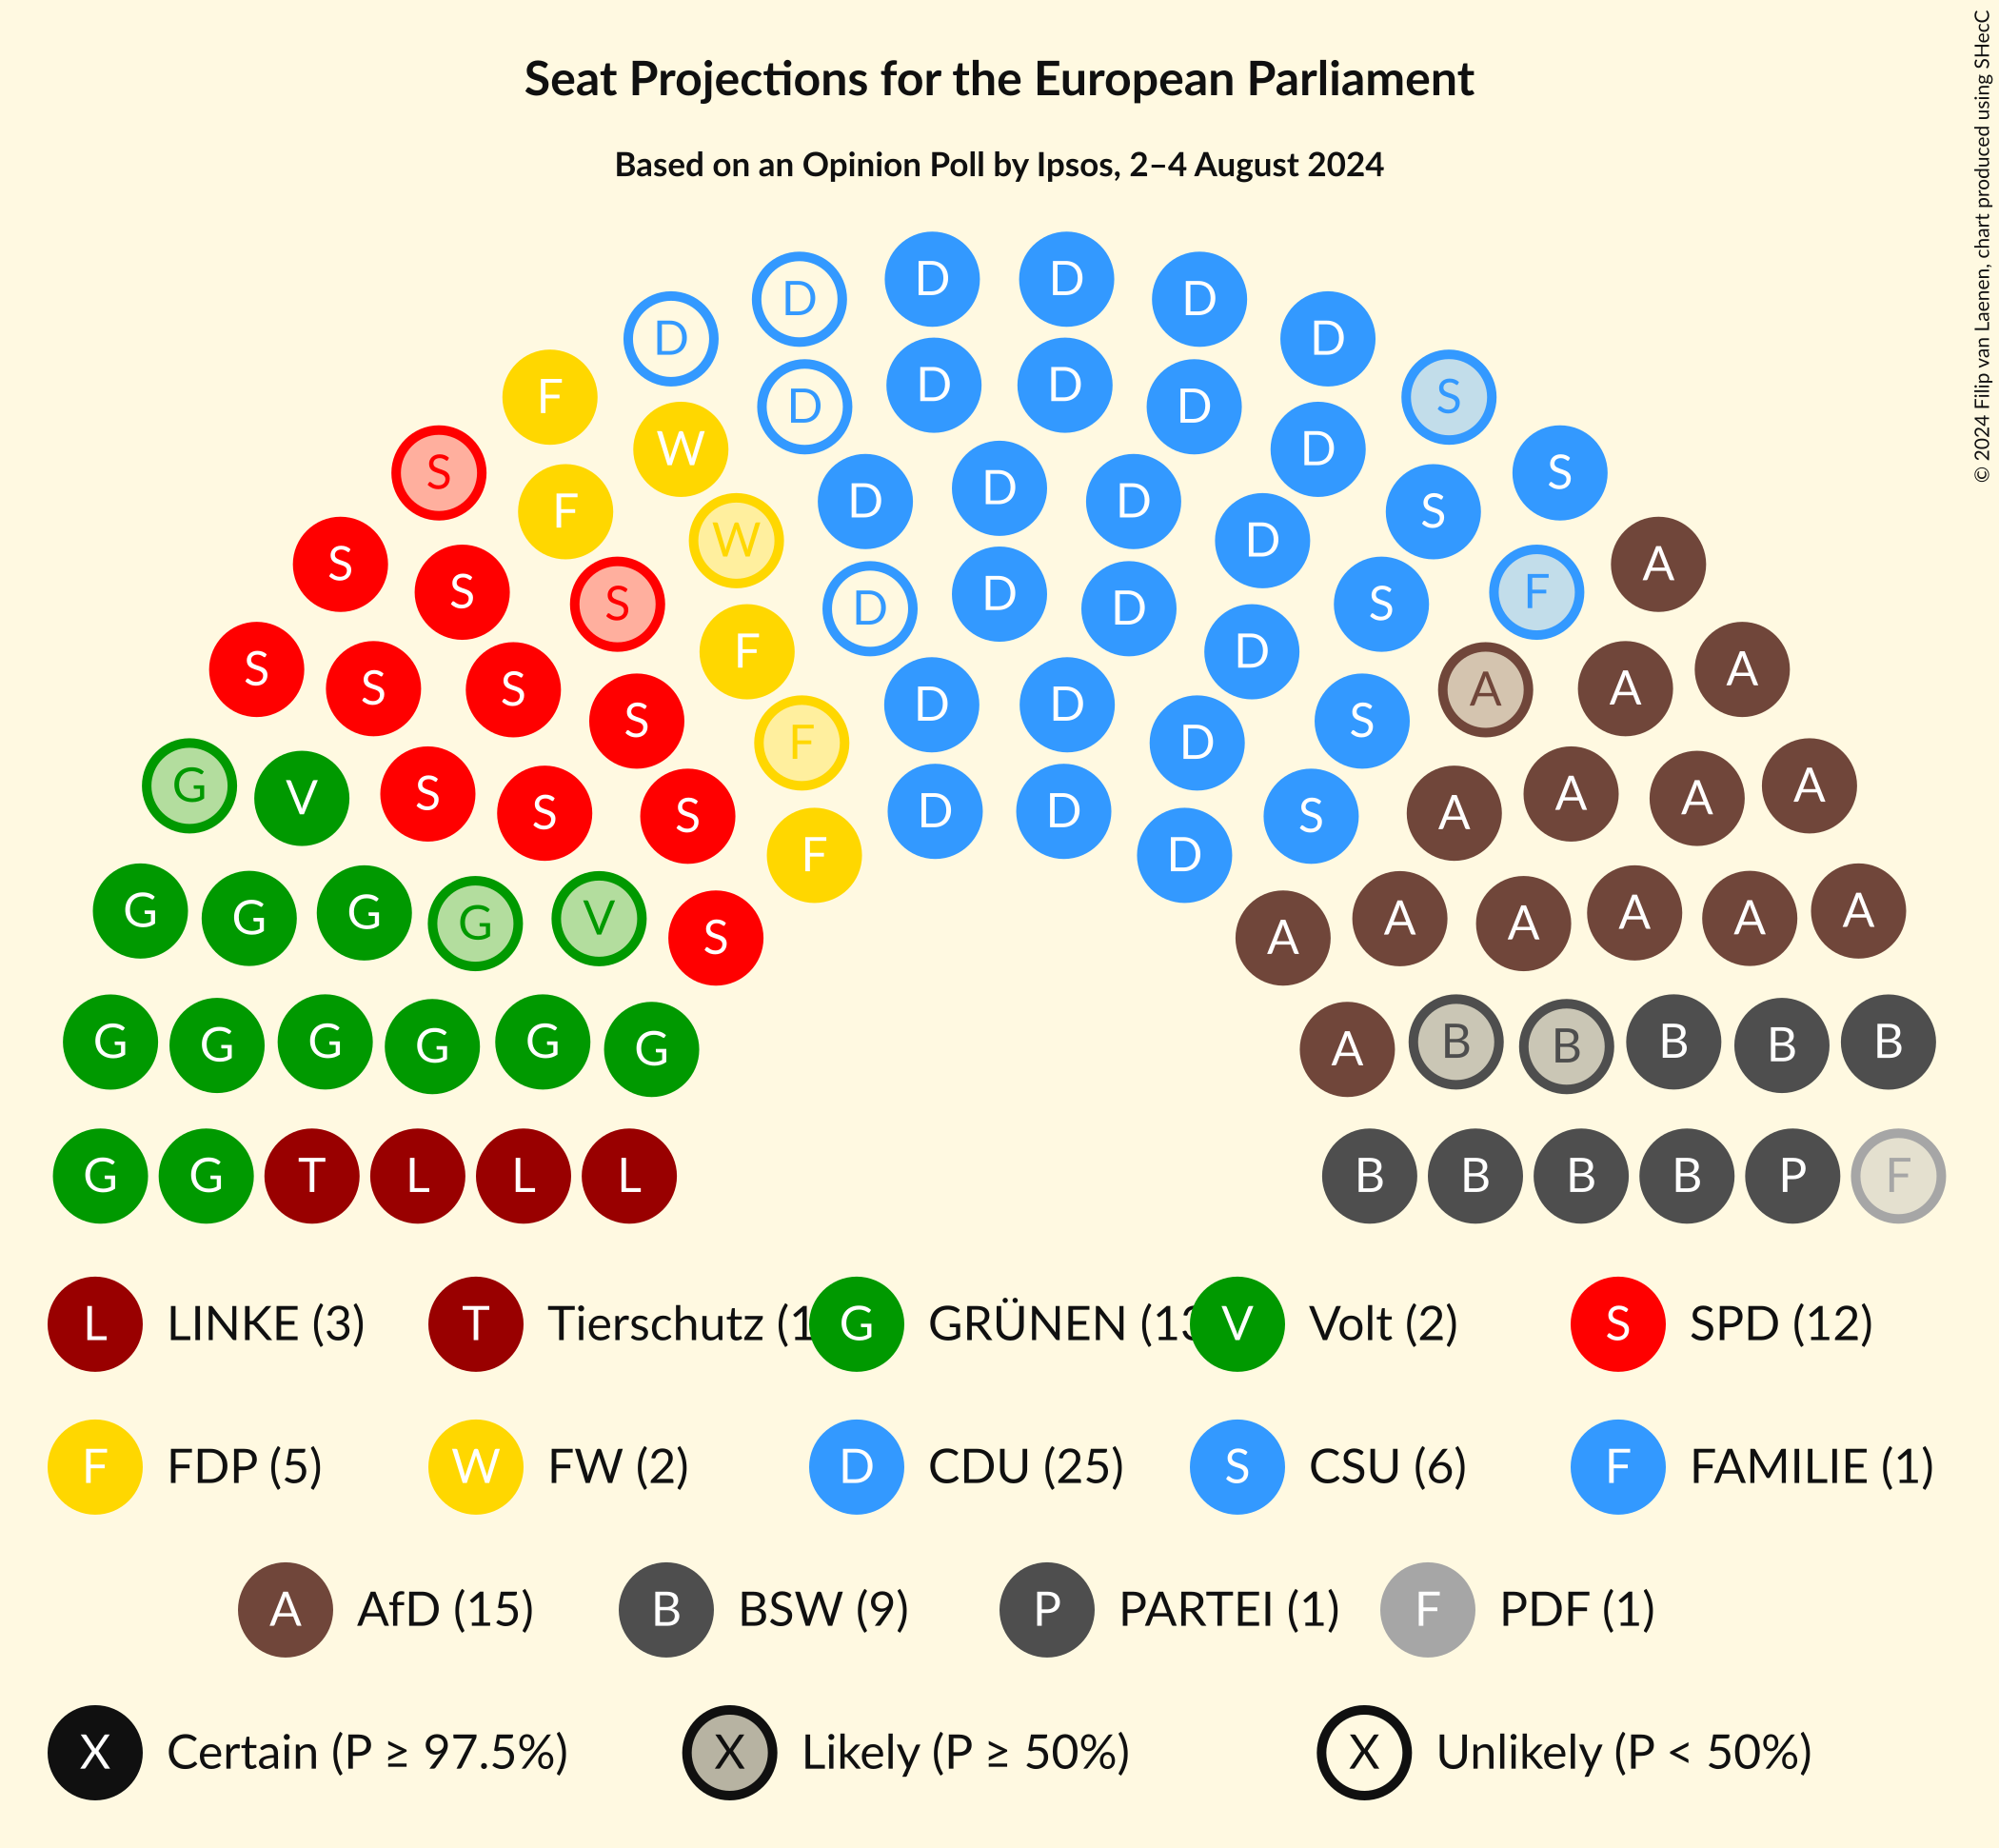 Seat Projections for the European Parliament
Based on an Opinion Poll by Ipsos, 2–4 August 2024
© 2024 Filip van Laenen, chart produced using SHecC
D D
D D
D D
D D
F S
D D
W D
S S
D
D D
F S
W D
S A
S D F
S D D S
F D
S A
S S A A
D D
S S
F D
G A
V S A A
S S D D S A
F D
G G G G V S A A A A A A
G G G G G G A B B B B B
G G T L L L B B B B P F
L LINKE (3) T Tierschutz (1 G GRÜNEN (13 V Volt (2) S SPD (12)
F FDP (5) W FW (2) D CDU (25) S CSU (6) F FAMILIE (1)
A AfD (15) B BSW (9) P PARTEI (1) F PDF (1)
X Certain (P ≥ 97.5%) X Likely (P ≥ 50%) X Unlikely (P < 50%)